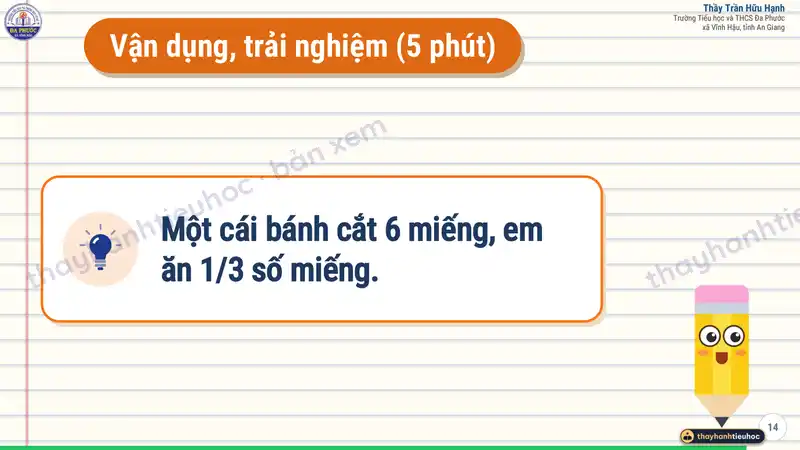 Thầy Trần Hữu Hạnh
Trường Tiểu học và THCS Đa Phước
xã Vĩnh Hậu, tỉnh An Giang
ĐA PHƯỚC
Vận dụng, trải nghiệm (5 phút)
thayhanhtieuhoc · bản xem
Một cái bánh cắt 6 miếng, em
ăn 1/3 số miếng.
thayhanhtie
14
thayhanhtieuhoc